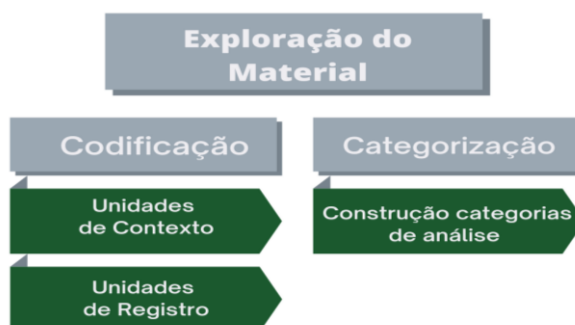 Exploração do
Material
Codificação
Unidades
de Contexto
Unidades
de Registro
Categorização
Construção categorias
de análise